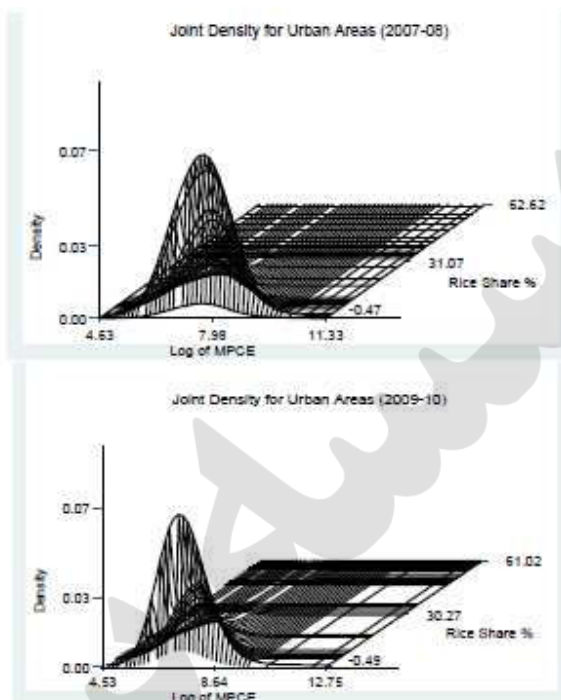 Joint Density for Urban Areas (2007-08)
0.07
0.03
0.00
Density
4.63
7.98
11.33
Log of MPCE
-0.47
31.07
62.62
Rice Share %
Joint Density for Urban Areas (2009-10)
0.07
0.03
0.00
Density
4.53
8.64
12.75
Log of MPCE
-0.49
30.27
61.02
Rice Share %